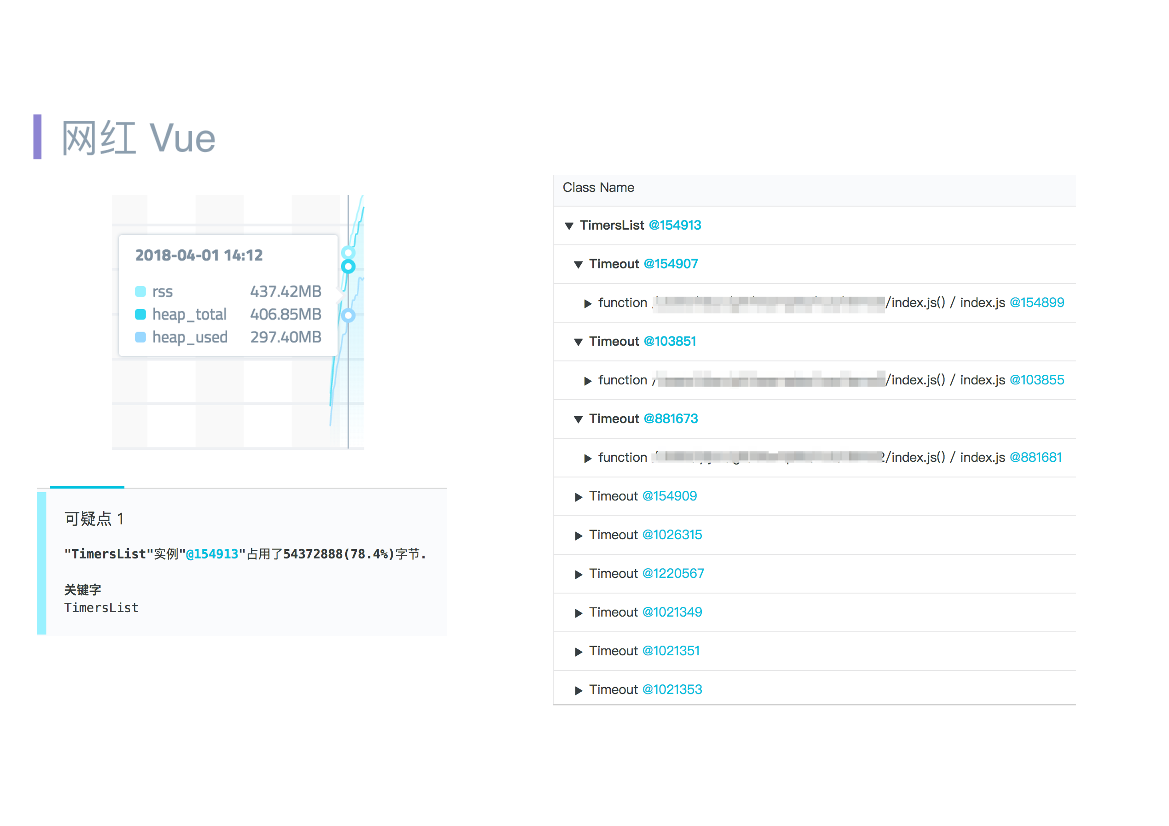 网红 Vue
2018-04-01 14:12
rss 437.42MB
heap_total 406.85MB
heap_used 297.40MB
可疑点 1
"TimersList"实例"@154913"占用了54372888(78.4%)字节.
关键字
TimersList
Class Name
▼ TimersList @154913
▼ Timeout @154907
▶ function /index.js() / index.js @154899
▼ Timeout @103851
▶ function / /index.js() / index.js @103855
▼ Timeout @881673
▶ function /index.js() / index.js @881681
▶ Timeout @154909
▶ Timeout @1026315
▶ Timeout @1220567
▶ Timeout @1021349
▶ Timeout @1021351
▶ Timeout @1021353